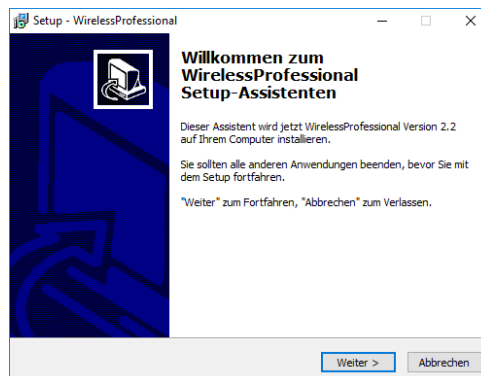 Setup - WirelessProfessional
Willkommen zum
WirelessProfessional
Setup-Assistenten
Dieser Assistent wird jetzt WirelessProfessional Version 2.2
auf Ihrem Computer installieren.
Sie sollten alle anderen Anwendungen beenden, bevor Sie mit
dem Setup fortfahren.
"Weiter" zum Fortfahren, "Abbrechen" zum Verlassen.
Weiter >
Abbrechen